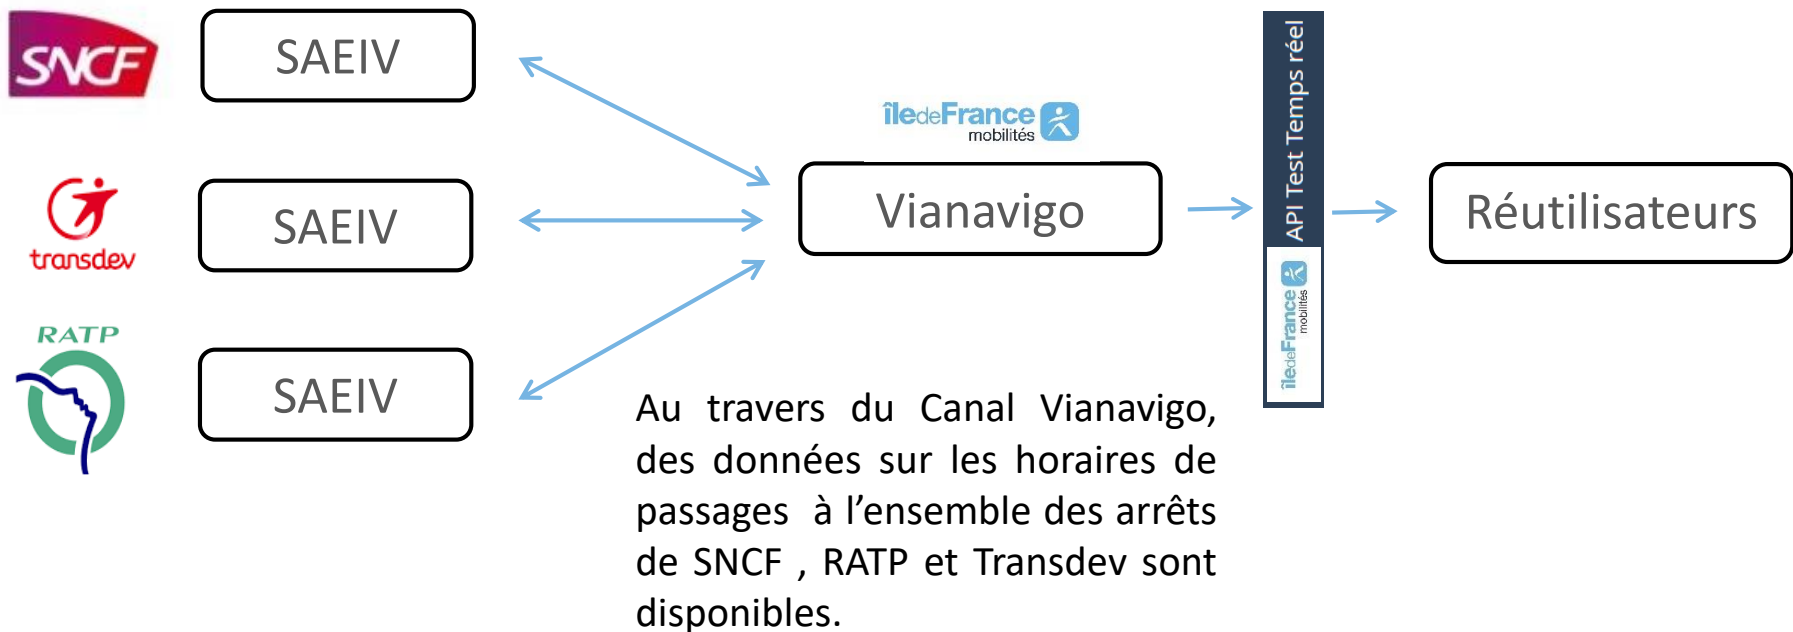 SNCF
SAEIV
transdev
SAEIV
RATP
SAEIV
îledeFrance
mobilités
Vianavigo
API Test Temps réel
îledeFrance
mobilités
Réutilisateurs
Au travers du Canal Vianavigo,
des données sur les horaires de
passages à l’ensemble des arrêts
de SNCF , RATP et Transdev sont
disponibles.